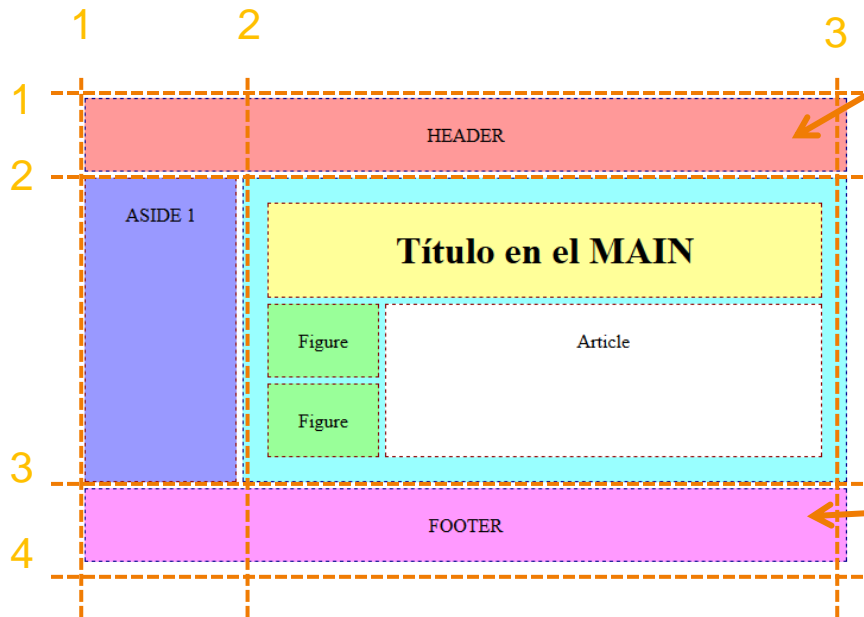 1 2 3
1
HEADER
2
ASIDE 1
Título en el MAIN
Figure Article
Figure
3
FOOTER
4